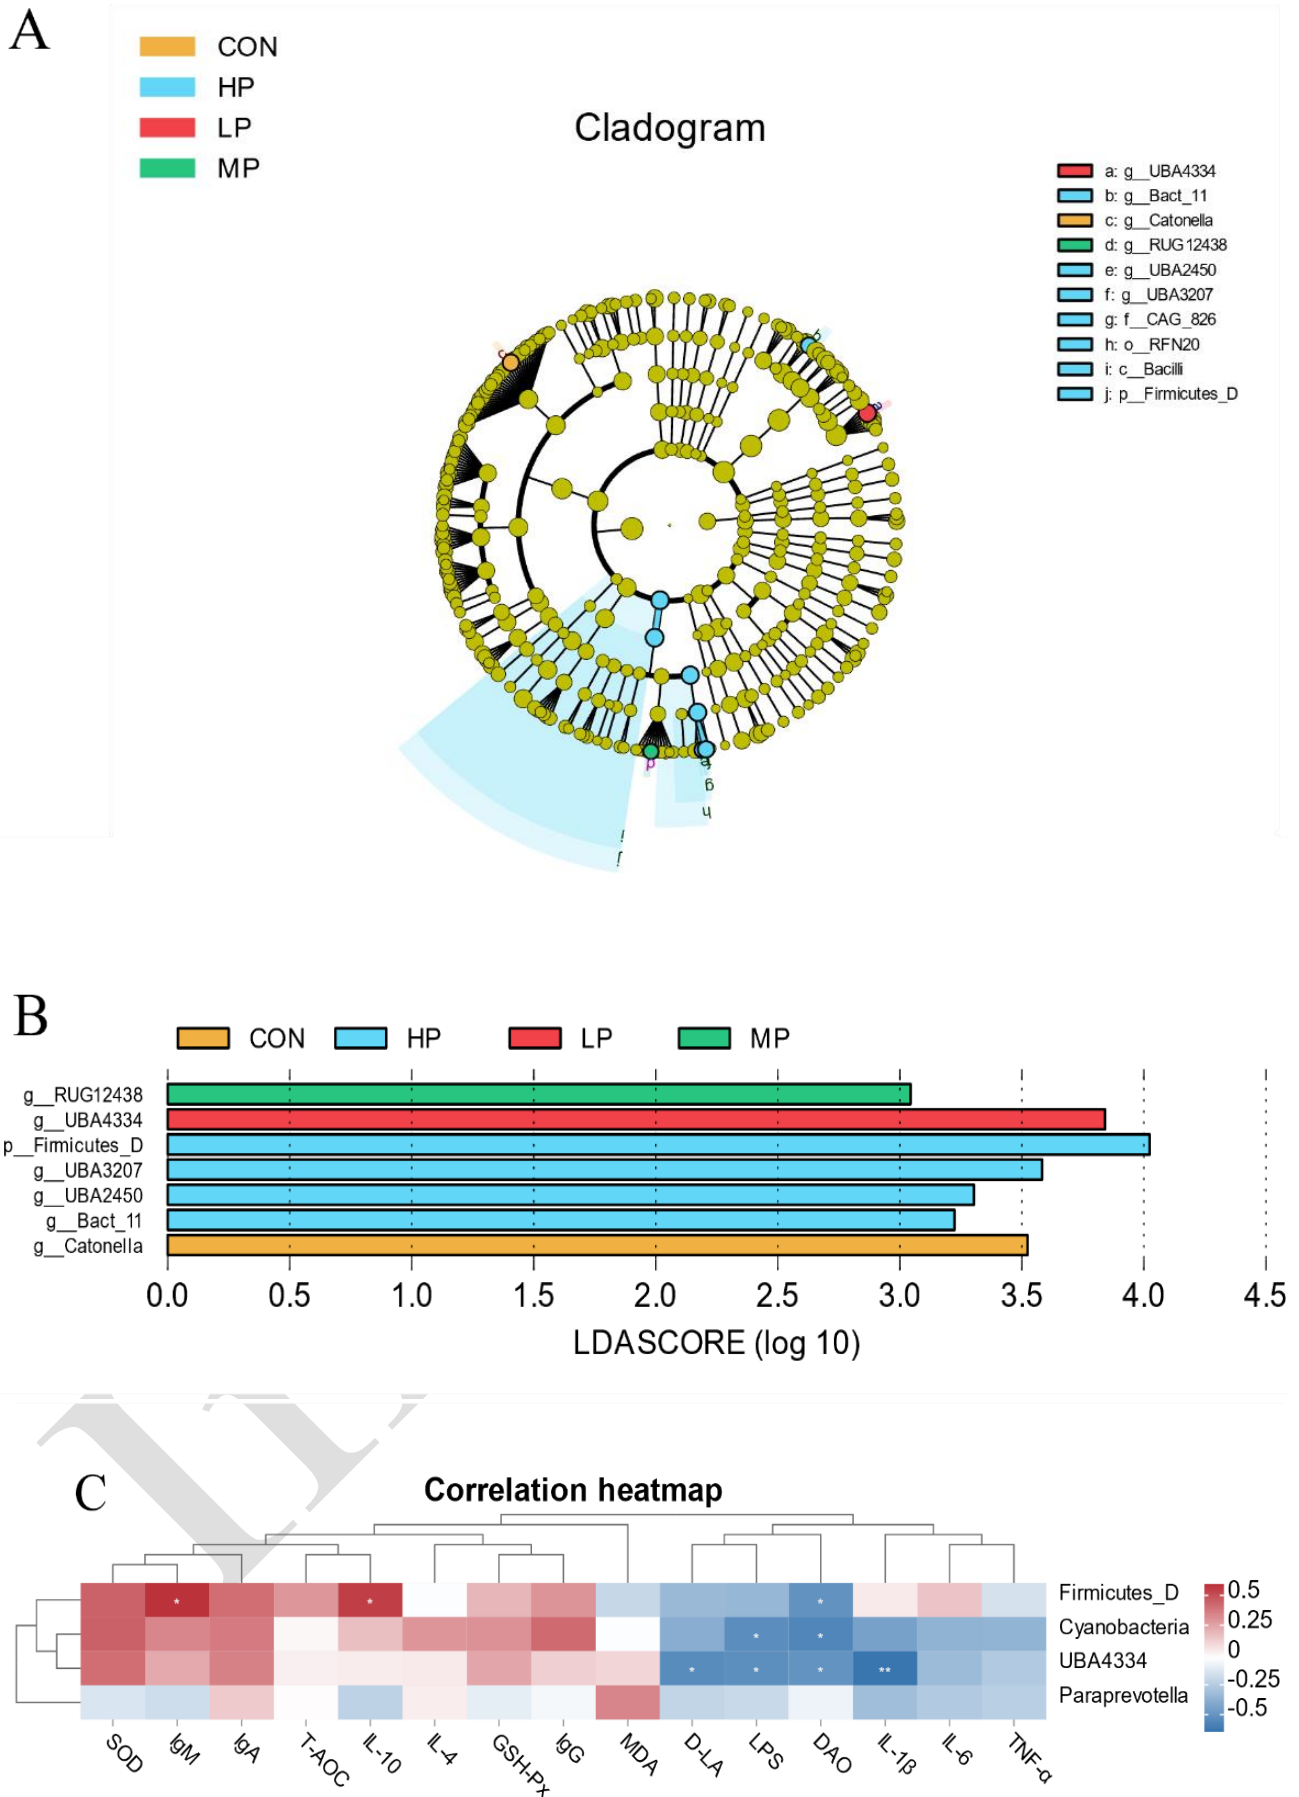 A
CON
HP
LP
MP
Cladogram
a: g__UBA4334
b: g__Bact_11
c: g__Catonella
d: g__RUG12438
e: g__UBA2450
f: g__UBA3207
g: f__CAG_826
h: o__RFN20
i: c__Bacilli
j: p__Firmicutes_D
c
b
a
d
f
g
h
i
j
B
CON HP LP MP
g__RUG12438
g__UBA4334
p__Firmicutes_D
g__UBA3207
g__UBA2450
g__Bact_11
g__Catonella
0.0 0.5 1.0 1.5 2.0 2.5 3.0 3.5 4.0 4.5
LDASCORE (log 10)
C
Correlation heatmap
Firmicutes_D
Cyanobacteria
UBA4334
Paraprevotella
* * *
* *
* * * **
0.5
0.25
0
-0.25
-0.5
SOD IgM IgA T-AOC IL-10 IL-4 GSH-Px IgG MDA D-LA LPS DAO IL-1β IL-6 TNF-α